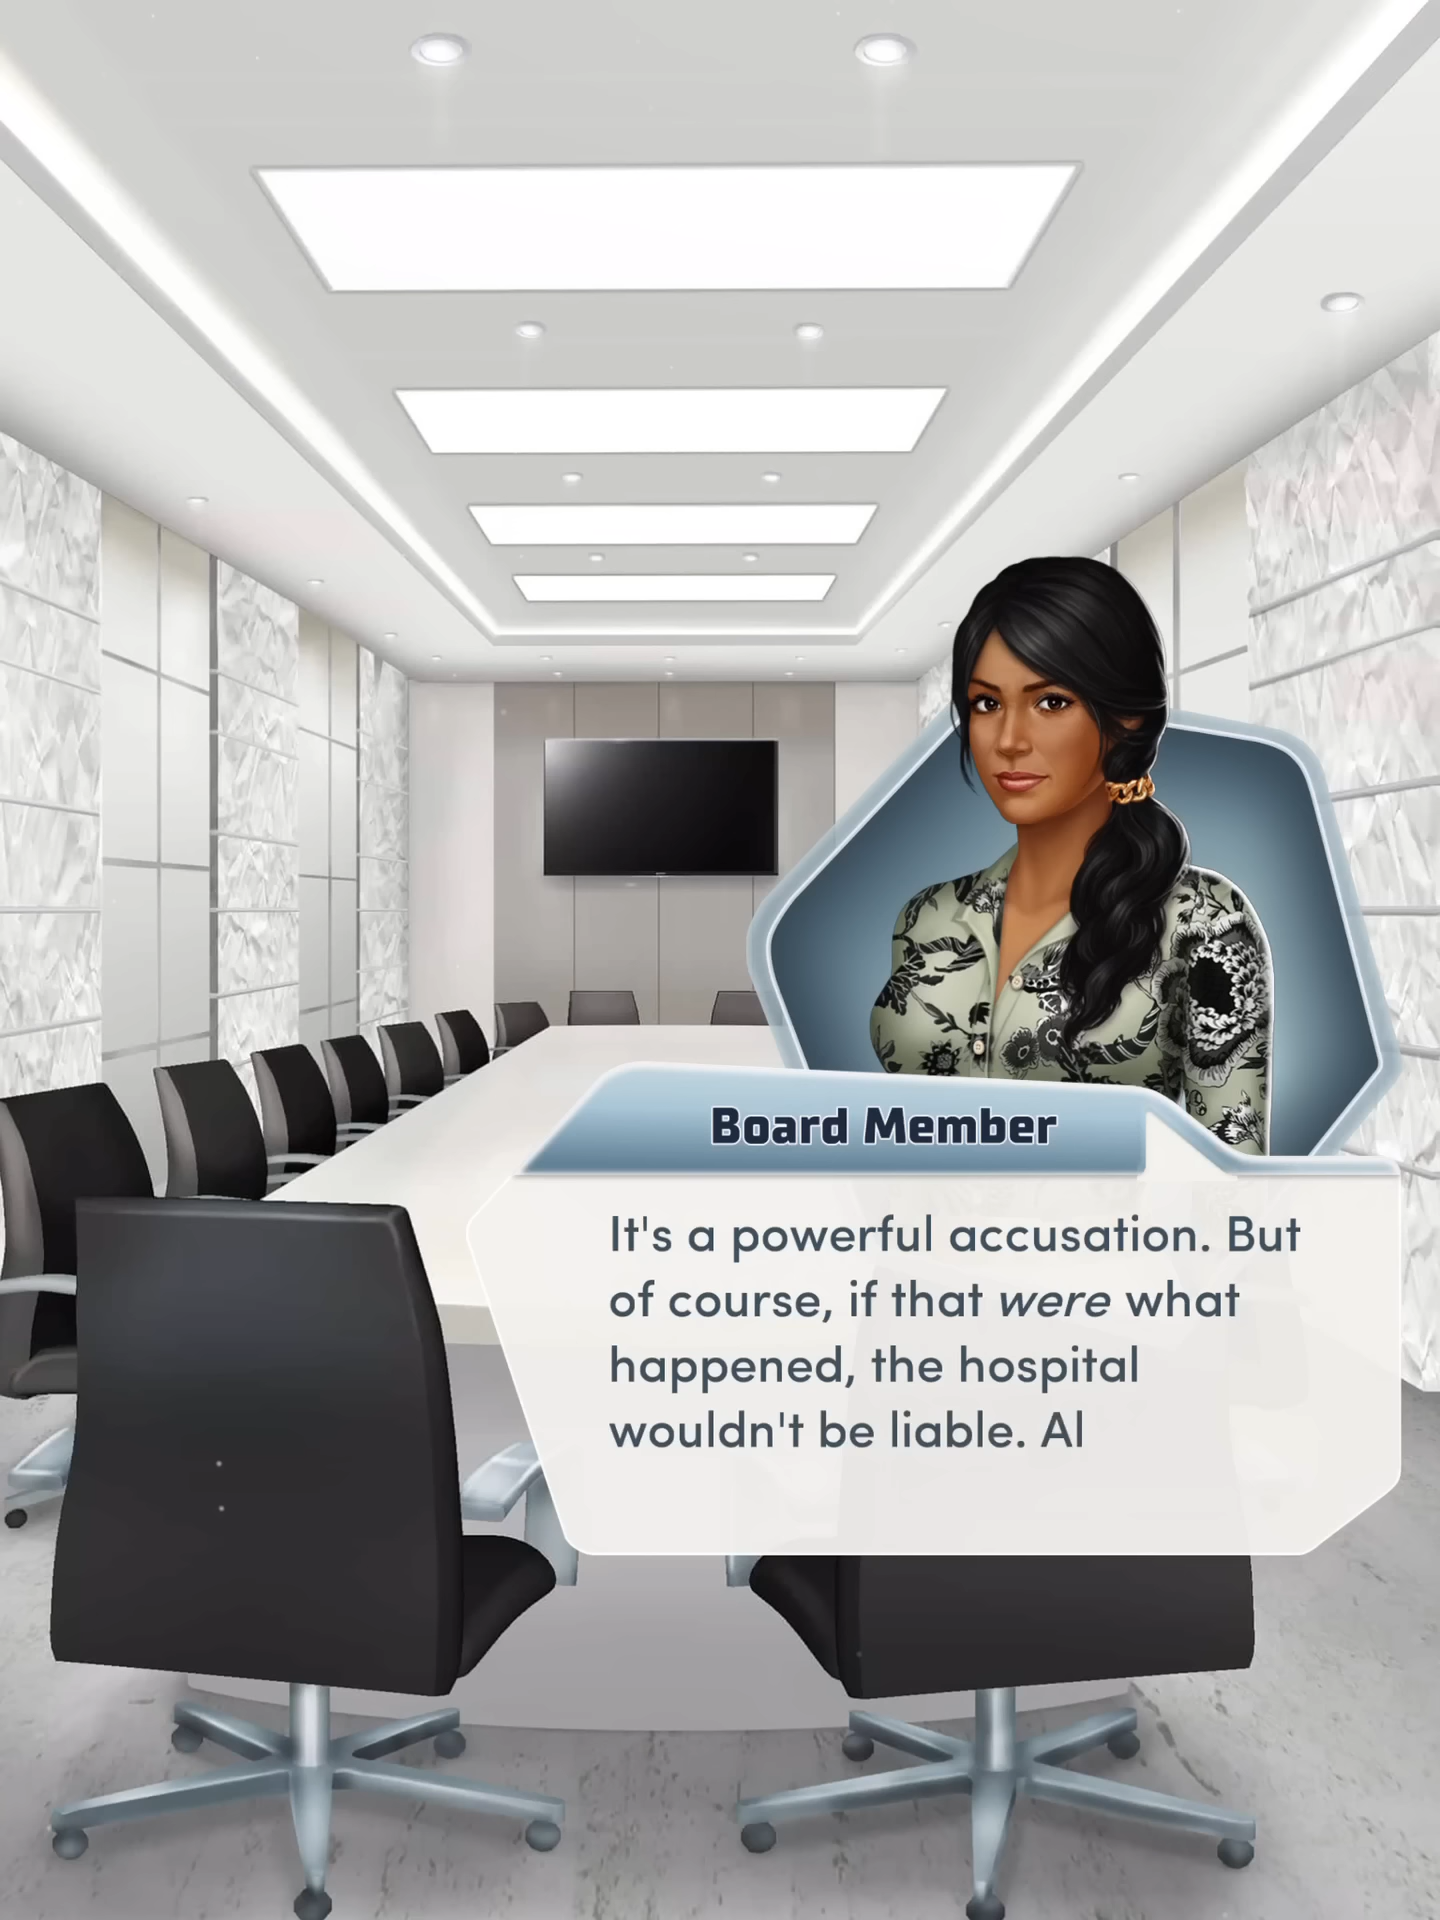 Board Member
It's a powerful accusation. But
of course, if that were what
happened, the hospital
wouldn't be liable. Al